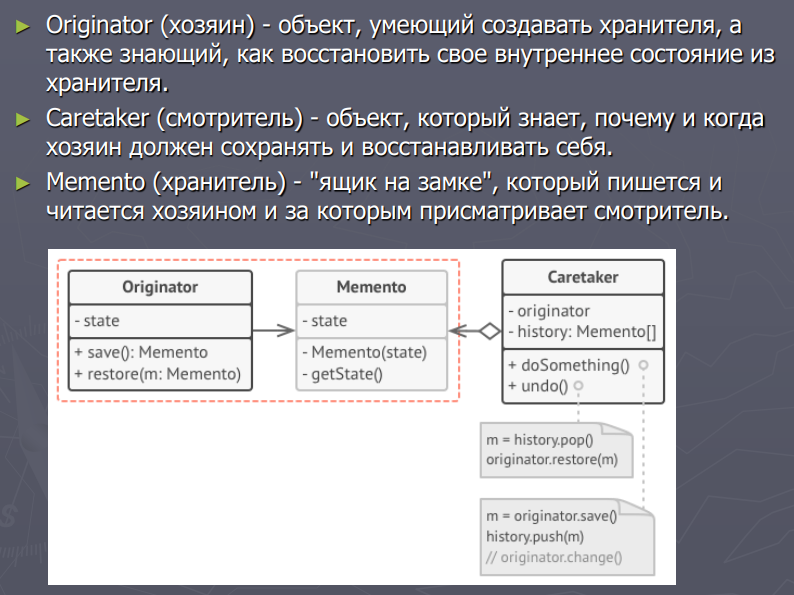 Originator (хозяин) - объект, умеющий создавать хранителя, а
также знающий, как восстановить свое внутреннее состояние из
хранителя.
Caretaker (смотритель) - объект, который знает, почему и когда
хозяин должен сохранять и восстанавливать себя.
Memento (хранитель) - "ящик на замке", который пишется и
читается хозяином и за которым присматривает смотритель.
Originator
- state
+ save(): Memento
+ restore(m: Memento)
Memento
- state
- Memento(state)
- getState()
Caretaker
- originator
- history: Memento[]
+ doSomething()
+ undo()
m = history.pop()
originator.restore(m)
m = originator.save()
history.push(m)
// originator.change()
S